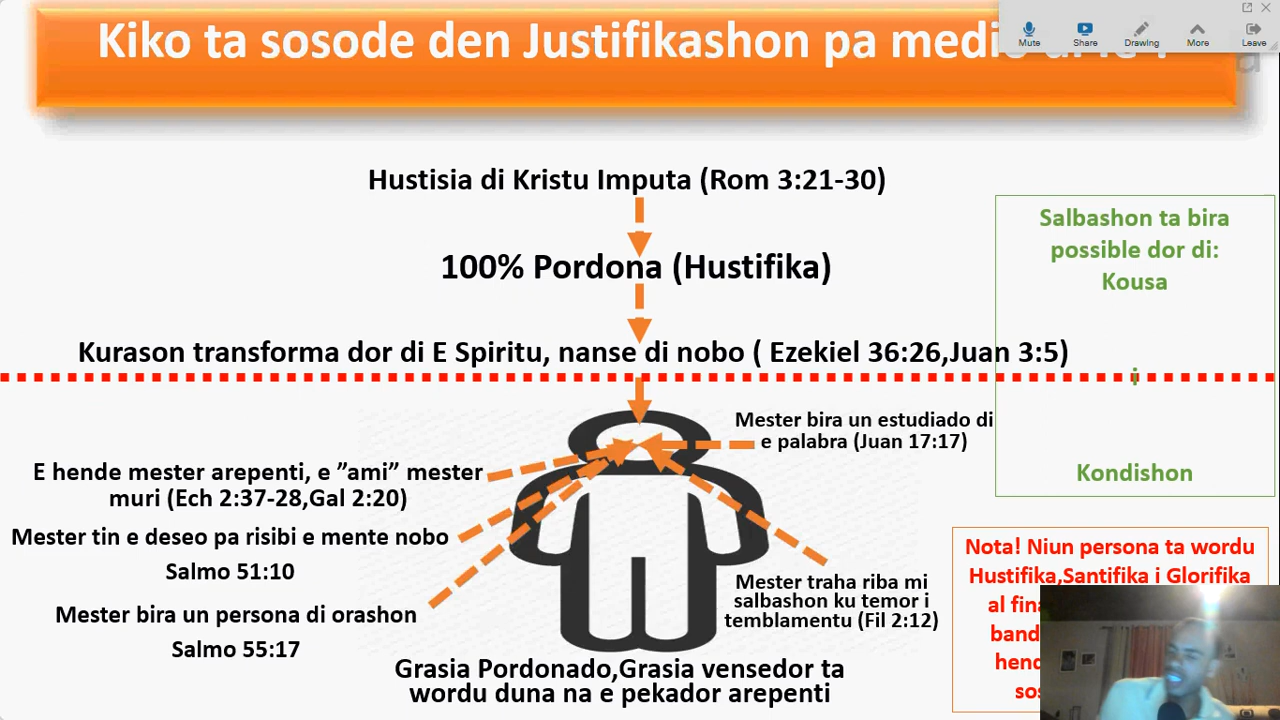 Kiko ta sosode den Justifikashon pa medio
Mute
Share
Drawing
More
Leave
Hustisia di Kristu Imputa (Rom 3:21-30)
100% Pordona (Hustifika)
Kurason transforma dor di E Spiritu, nanse di nobo ( Ezekiel 36:26,Juan 3:5)
Salbashon ta bira
possible dor di:
Kousa
i
Kondishon
Mester bira un estudiado di
e palabra (Juan 17:17)
E hende mester arepenti, e ”ami” mester
muri (Ech 2:37-28,Gal 2:20)
Mester tin e deseo pa risibi e mente nobo
Salmo 51:10
Mester bira un persona di orashon
Salmo 55:17
Mester traha riba mi
salbashon ku temor i
temblamentu (Fil 2:12)
Grasia Pordonado,Grasia vensedor ta
wordu duna na e pekador arepenti
Nota! Niun persona ta wordu
Hustifika,Santifika i Glorifika
al